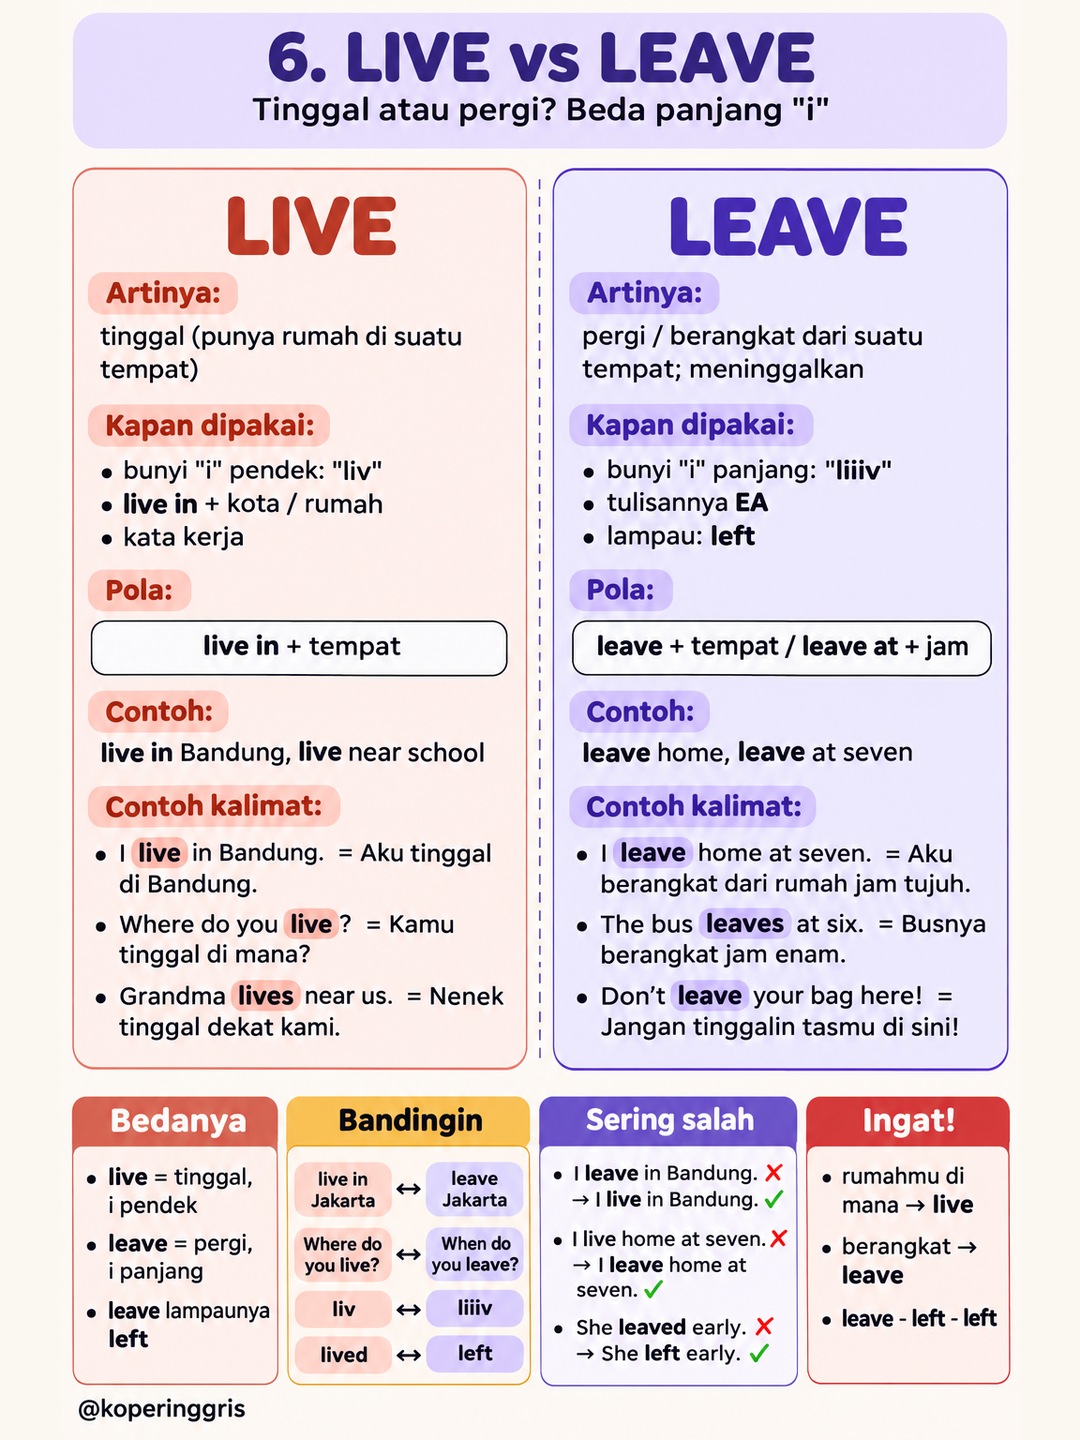 6. LIVE vs LEAVE
Tinggal atau pergi? Beda panjang "i"
LIVE
Artinya:
tinggal (punya rumah di suatu
tempat)
Kapan dipakai:
• bunyi "i" pendek: "liv"
• live in + kota / rumah
• kata kerja
Pola:
live in + tempat
Contoh:
live in Bandung, live near school
Contoh kalimat:
• I live in Bandung. = Aku tinggal
di Bandung.
• Where do you live? = Kamu
tinggal di mana?
• Grandma lives near us. = Nenek
tinggal dekat kami.
LEAVE
Artinya:
pergi / berangkat dari suatu
tempat; meninggalkan
Kapan dipakai:
• bunyi "i" panjang: "liiiv"
• tulisannya EA
• lampau: left
Pola:
leave + tempat / leave at + jam
Contoh:
leave home, leave at seven
Contoh kalimat:
• I leave home at seven. = Aku
berangkat dari rumah jam tujuh.
• The bus leaves at six. = Busnya
berangkat jam enam.
• Don't leave your bag here! =
Jangan tinggalin tasmu di sini!
Bedanya
• live = tinggal,
i pendek
• leave = pergi,
i panjang
• leave lampaunya
left
Bandingin
live in ↔ leave
Jakarta Jakarta
Where do ↔ When do
you live? you leave?
liv ↔ liiiv
lived ↔ left
Sering salah
• I leave in Bandung. ✗
→ I live in Bandung. ✓
• I live home at seven. ✗
→ I leave home at
seven. ✓
• She leaved early. ✗
→ She left early. ✓
Ingat!
• rumahmu di
mana → live
• berangkat →
leave
• leave - left - left
@koperinggris